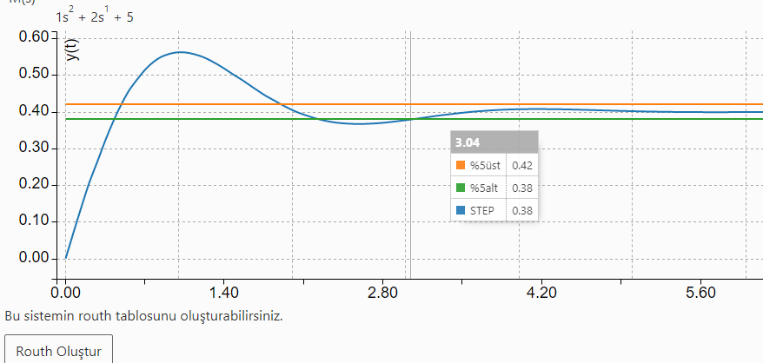 M(s)
1s² + 2s¹ + 5
y(t)
0.60
0.50
0.40
0.30
0.20
0.10
0.00
3.04
%5üst 0.42
%5alt 0.38
STEP 0.38
0.00 1.40 2.80 4.20 5.60
Bu sistemin routh tablosunu oluşturabilirsiniz.
Routh Oluştur